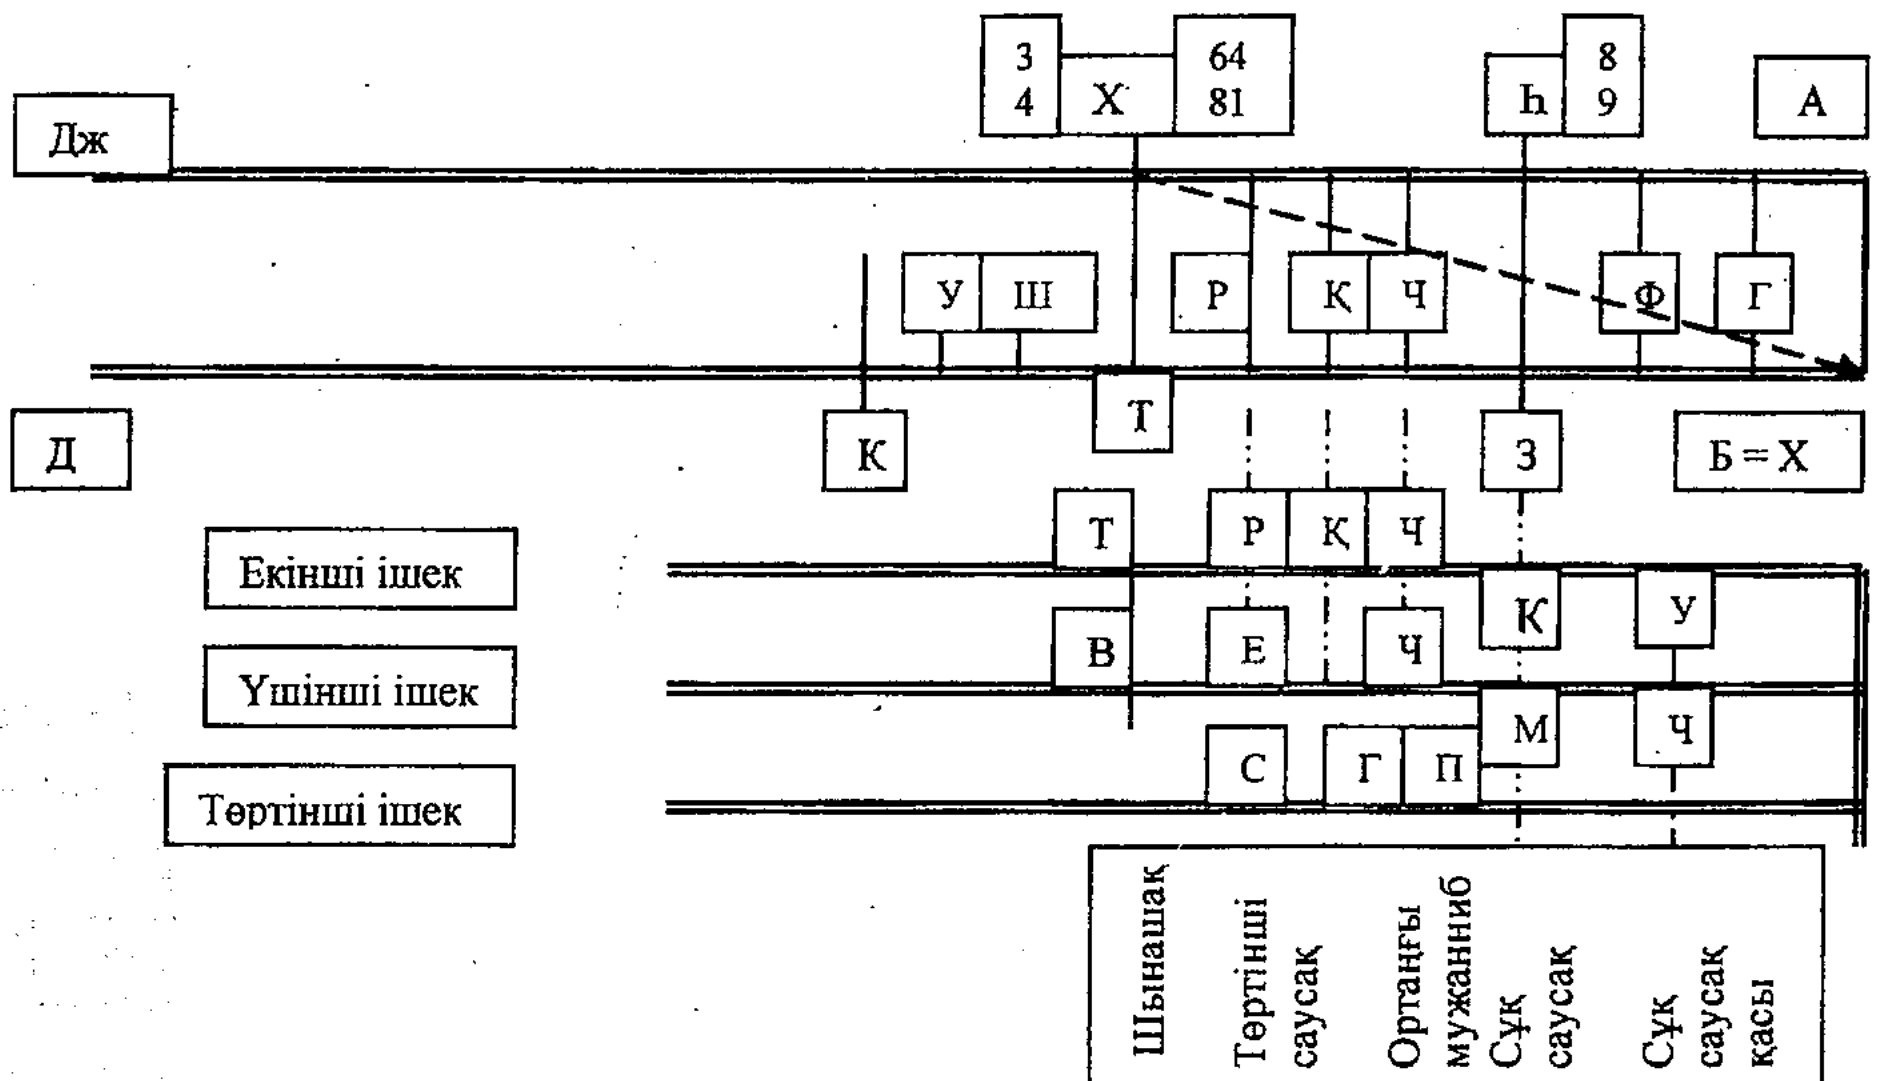 3 64 8
4 Х 81 һ 9 А
Дж
У Ш Р Қ Ч Ф Г
Т
Д К З Б = Х
Т Р Қ Ч
Екінші ішек
Қ У
В Е Ч
Үшінші ішек
М Ч
С Г П
Төртінші ішек
Шынашақ
Төртінші
саусақ
Ортаңғы
мужанниб
Сұқ
саусақ
Сұқ
саусақ
қасы